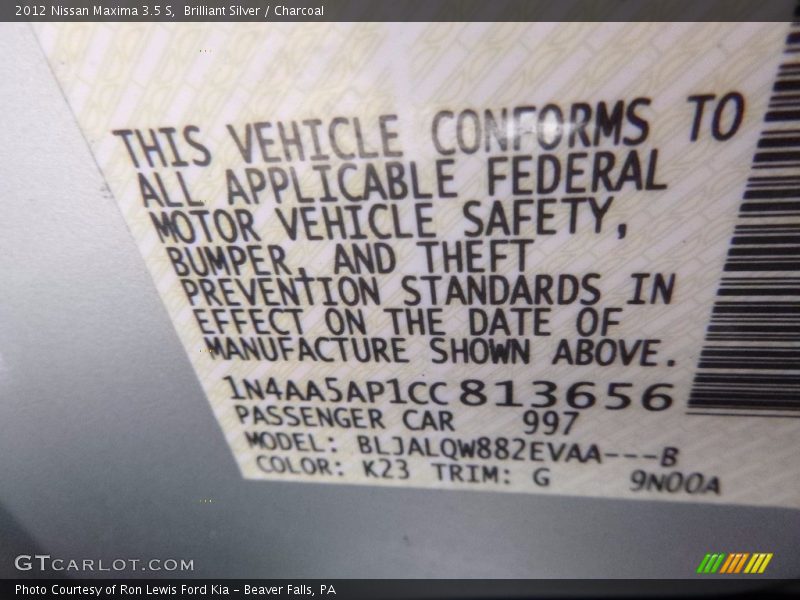 2012 Nissan Maxima 3.5 S, Brilliant Silver / Charcoal
THIS VEHICLE CONFORMS TO
ALL APPLICABLE FEDERAL
MOTOR VEHICLE SAFETY,
BUMPER, AND THEFT
PREVENTION STANDARDS IN
EFFECT ON THE DATE OF
MANUFACTURE SHOWN ABOVE.
1N4AA5AP1CC813656
PASSENGER CAR 997
MODEL: BLJALQW882EVAA---B
COLOR: K23 TRIM: G 9N00A
GTCARLOT.COM
Photo Courtesy of Ron Lewis Ford Kia - Beaver Falls, PA